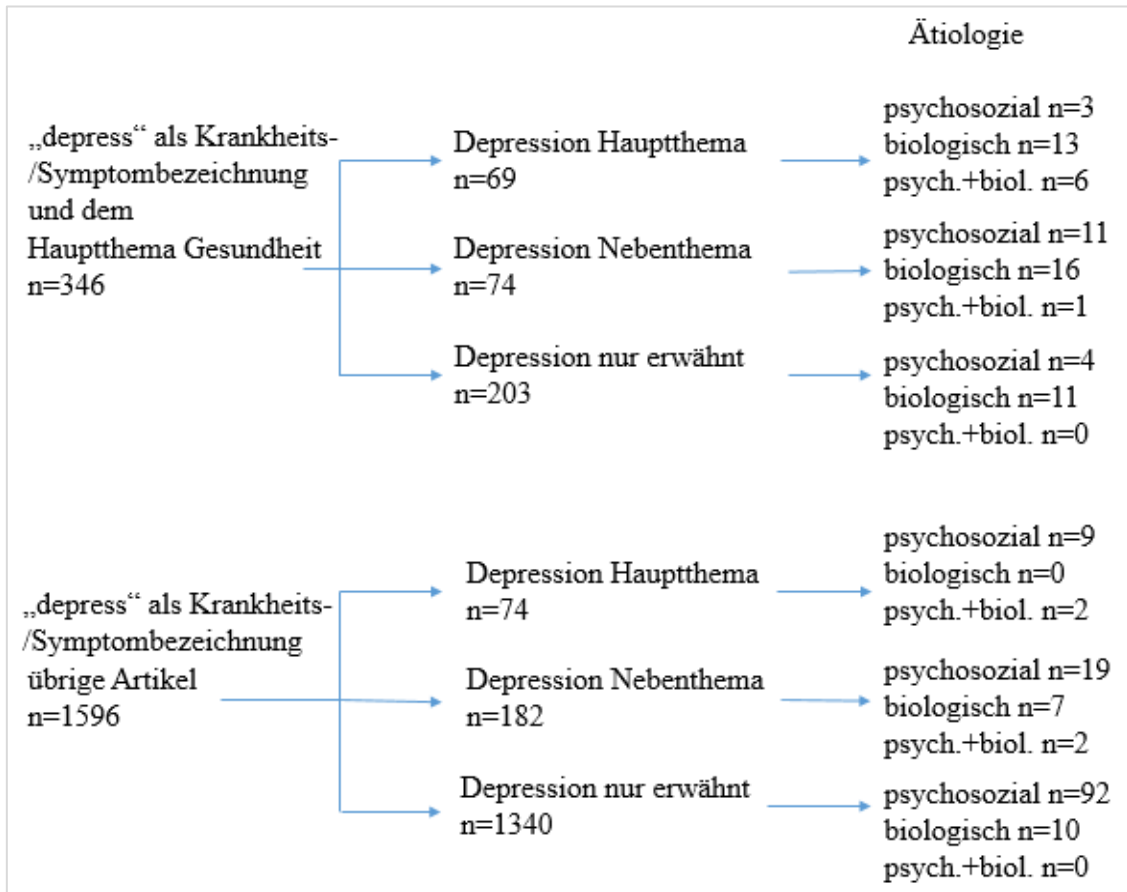 Ätiologie
„depress“ als Krankheits-
/Symptombezeichnung
und dem
Hauptthema Gesundheit
n=346
Depression Hauptthema
n=69
psychosozial n=3
biologisch n=13
psych.+biol. n=6
Depression Nebenthema
n=74
psychosozial n=11
biologisch n=16
psych.+biol. n=1
Depression nur erwähnt
n=203
psychosozial n=4
biologisch n=11
psych.+biol. n=0
„depress“ als Krankheits-
/Symptombezeichnung
übrige Artikel
n=1596
Depression Hauptthema
n=74
psychosozial n=9
biologisch n=0
psych.+biol. n=2
Depression Nebenthema
n=182
psychosozial n=19
biologisch n=7
psych.+biol. n=2
Depression nur erwähnt
n=1340
psychosozial n=92
biologisch n=10
psych.+biol. n=0